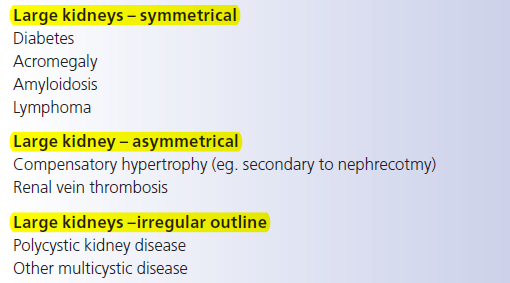 Large kidneys – symmetrical
Diabetes
Acromegaly
Amyloidosis
Lymphoma
Large kidney – asymmetrical
Compensatory hypertrophy (eg. secondary to nephrecotmy)
Renal vein thrombosis
Large kidneys –irregular outline
Polycystic kidney disease
Other multicystic disease